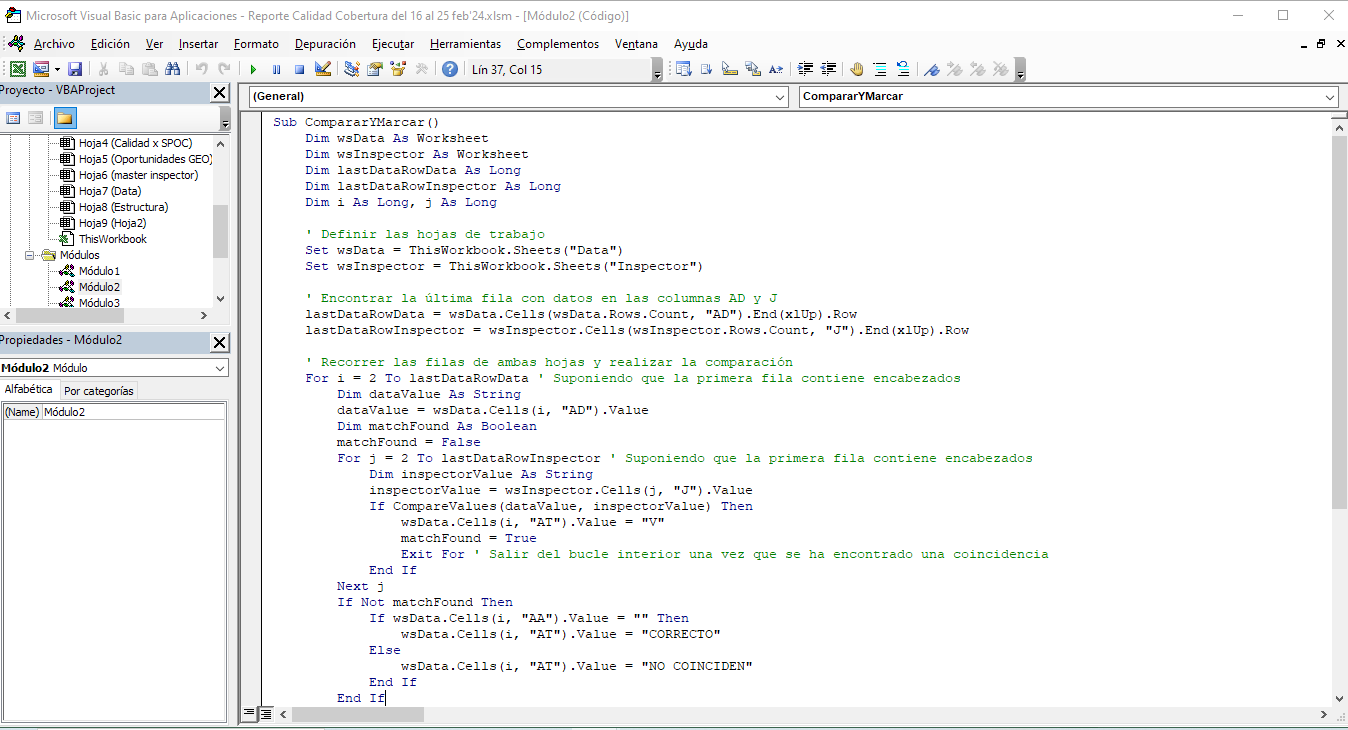 Microsoft Visual Basic para Aplicaciones - Reporte Calidad Cobertura del 16 al 25 feb'24.xlsm - [Módulo2 (Código)]
Archivo Edición Ver Insertar Formato Depuración Ejecutar Herramientas Complementos Ventana Ayuda
Lín 37, Col 15
Proyecto - VBAProject
Hoja4 (Calidad x SPOC)
Hoja5 (Oportunidades GEO)
Hoja6 (master inspector)
Hoja7 (Data)
Hoja8 (Estructura)
Hoja9 (Hoja2)
ThisWorkbook
Módulos
Módulo1
Módulo2
Módulo3
Propiedades - Módulo2
Módulo2 Módulo
Alfabética Por categorías
(Name) Módulo2
(General) CompararYMarcar
Sub CompararYMarcar()
Dim wsData As Worksheet
Dim wsInspector As Worksheet
Dim lastDataRowData As Long
Dim lastDataRowInspector As Long
Dim i As Long, j As Long
' Definir las hojas de trabajo
Set wsData = ThisWorkbook.Sheets("Data")
Set wsInspector = ThisWorkbook.Sheets("Inspector")
' Encontrar la última fila con datos en las columnas AD y J
lastDataRowData = wsData.Cells(wsData.Rows.Count, "AD").End(xlUp).Row
lastDataRowInspector = wsInspector.Cells(wsInspector.Rows.Count, "J").End(xlUp).Row
' Recorrer las filas de ambas hojas y realizar la comparación
For i = 2 To lastDataRowData ' Suponiendo que la primera fila contiene encabezados
Dim dataValue As String
dataValue = wsData.Cells(i, "AD").Value
Dim matchFound As Boolean
matchFound = False
For j = 2 To lastDataRowInspector ' Suponiendo que la primera fila contiene encabezados
Dim inspectorValue As String
inspectorValue = wsInspector.Cells(j, "J").Value
If CompareValues(dataValue, inspectorValue) Then
wsData.Cells(i, "AT").Value = "V"
matchFound = True
Exit For ' Salir del bucle interior una vez que se ha encontrado una coincidencia
End If
Next j
If Not matchFound Then
If wsData.Cells(i, "AA").Value = "" Then
wsData.Cells(i, "AT").Value = "CORRECTO"
Else
wsData.Cells(i, "AT").Value = "NO COINCIDEN"
End If
End If